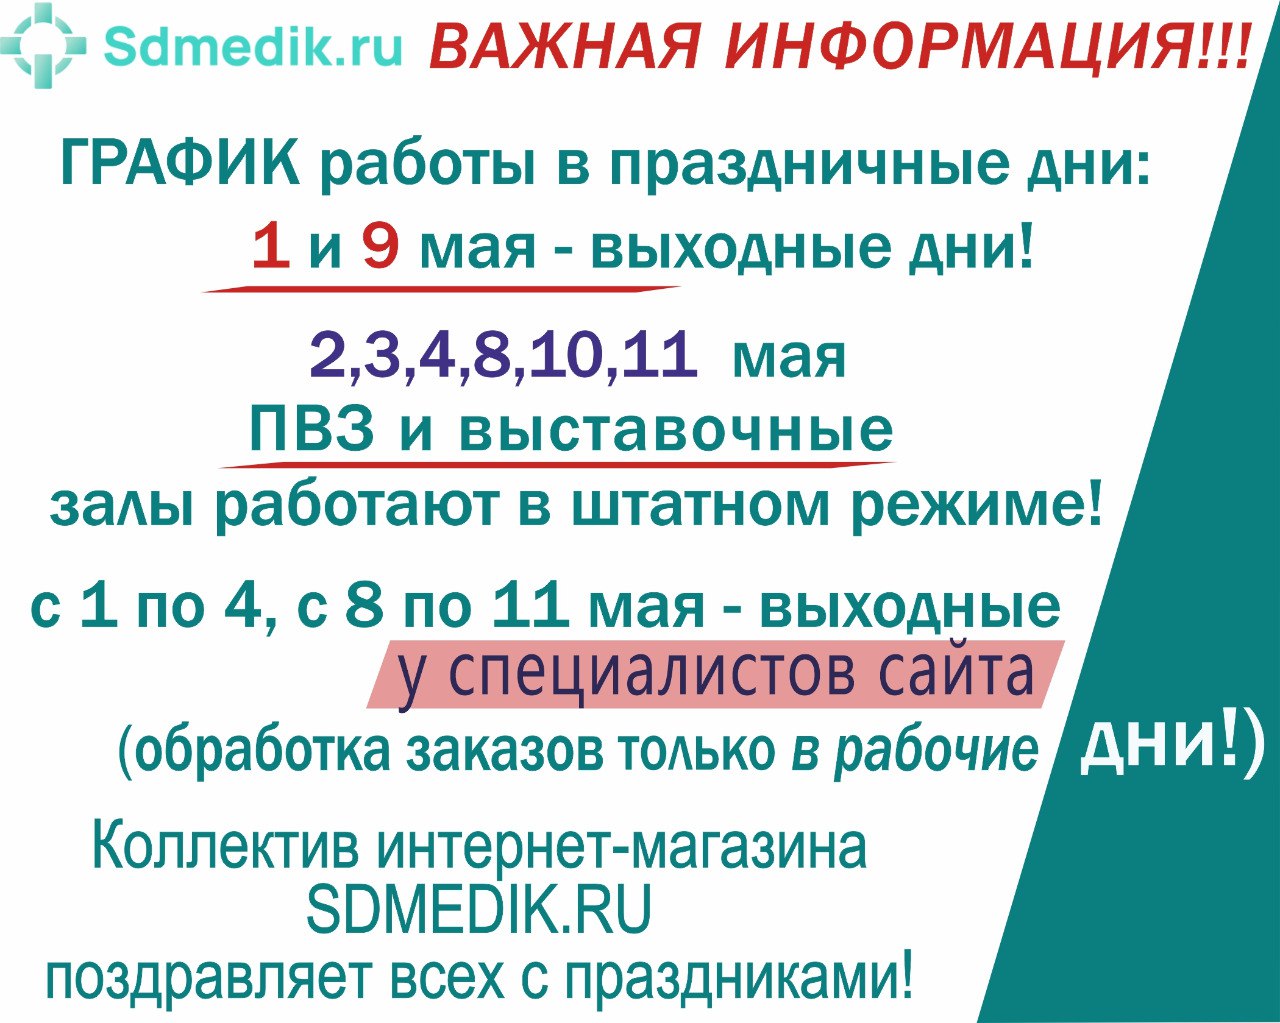 Sdmedik.ru ВАЖНАЯ ИНФОРМАЦИЯ!!!
ГРАФИК работы в праздничные дни:
1 и 9 мая - выходные дни!
2,3,4,8,10,11 мая
ПВЗ и выставочные
залы работают в штатном режиме!
с 1 по 4, с 8 по 11 мая - выходные
у специалистов сайта
(обработка заказов только в рабочие дни!)
Коллектив интернет-магазина
SDMEDIK.RU
поздравляет всех с праздниками!